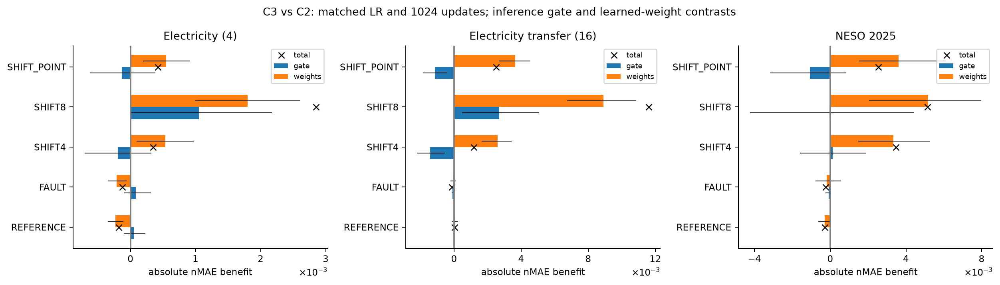 C3 vs C2: matched LR and 1024 updates; inference gate and learned-weight contrasts
Electricity (4)
SHIFT_POINT
SHIFT8
SHIFT4
FAULT
REFERENCE
total
gate
weights
0 1 2 3
absolute nMAE benefit
×10⁻³
Electricity transfer (16)
SHIFT_POINT
SHIFT8
SHIFT4
FAULT
REFERENCE
total
gate
weights
0 4 8 12
absolute nMAE benefit
×10⁻³
NESO 2025
SHIFT_POINT
SHIFT8
SHIFT4
FAULT
REFERENCE
total
gate
weights
−4 0 4 8
absolute nMAE benefit
×10⁻³